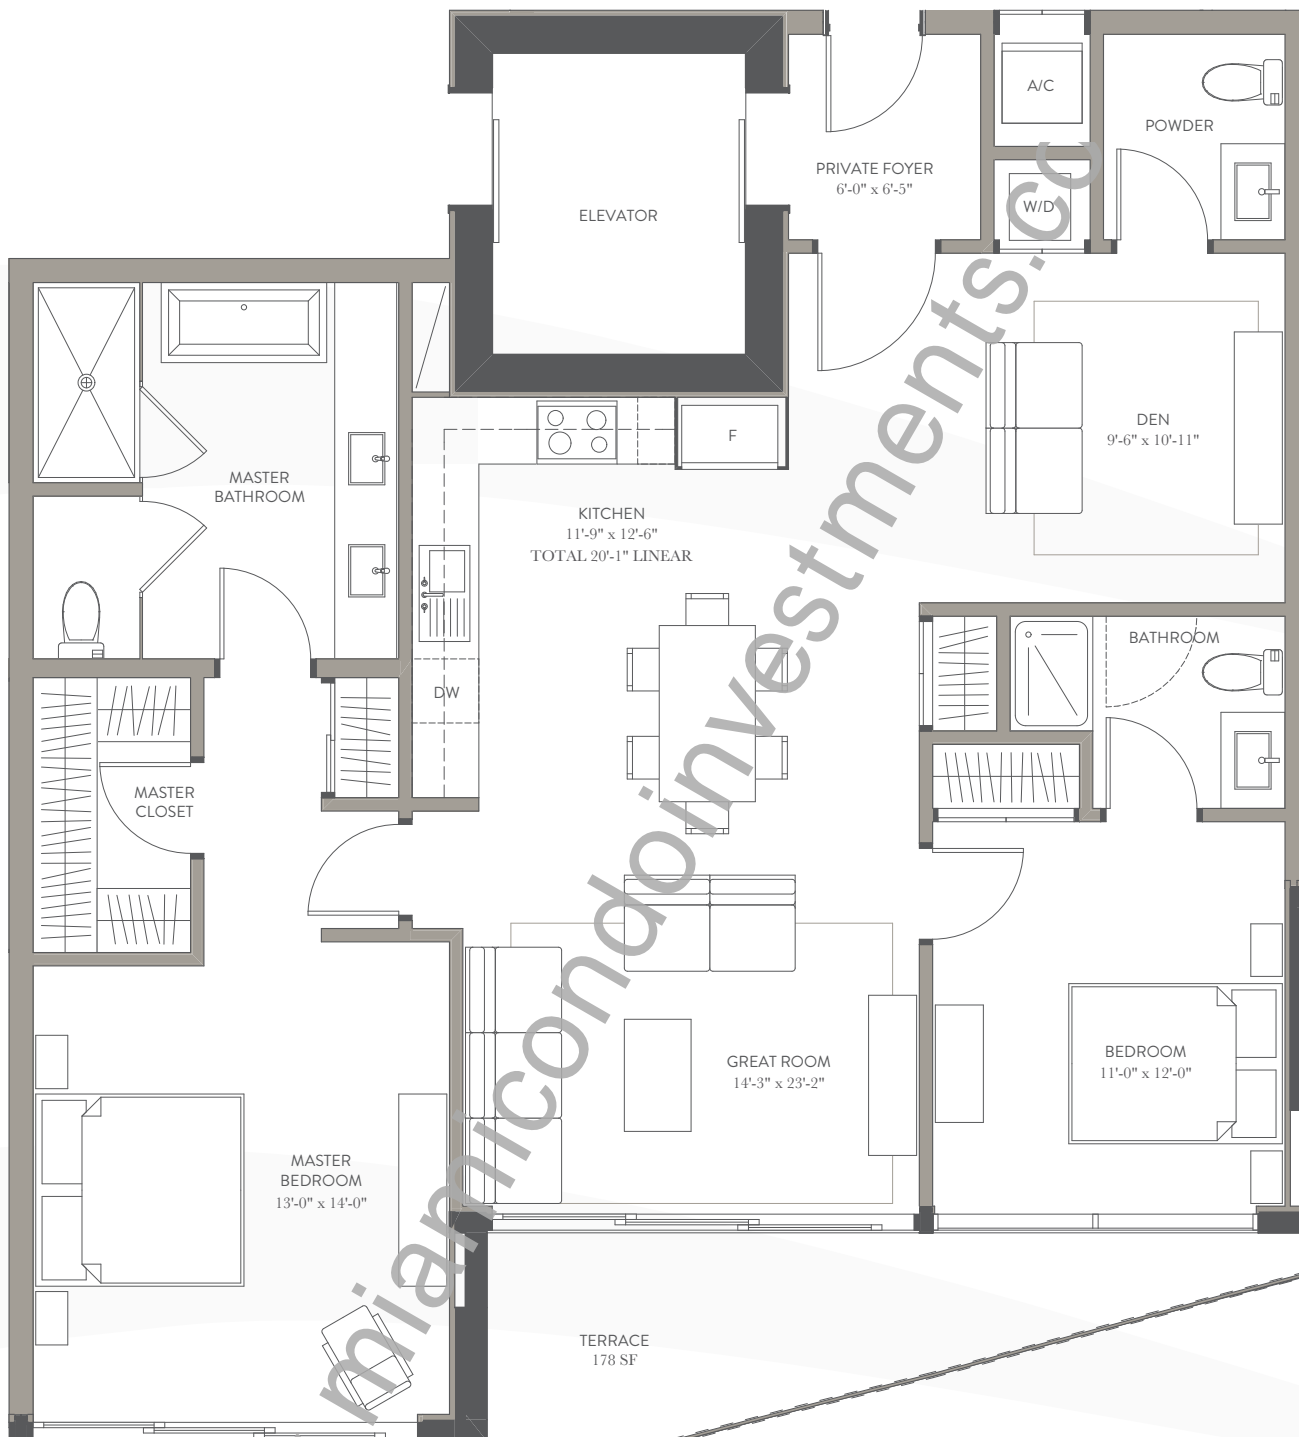 A/C
POWDER
PRIVATE FOYER
6'-0" x 6'-5"
W/D
ELEVATOR
DEN
9'-6" x 10'-11"
F
MASTER
BATHROOM
KITCHEN
11'-9" x 12'-6"
TOTAL 20'-1" LINEAR
BATHROOM
DW
MASTER
CLOSET
GREAT ROOM
14'-3" x 23'-2"
BEDROOM
11'-0" x 12'-0"
MASTER
BEDROOM
13'-0" x 14'-0"
TERRACE
178 SF
miamicondoinvestments.co